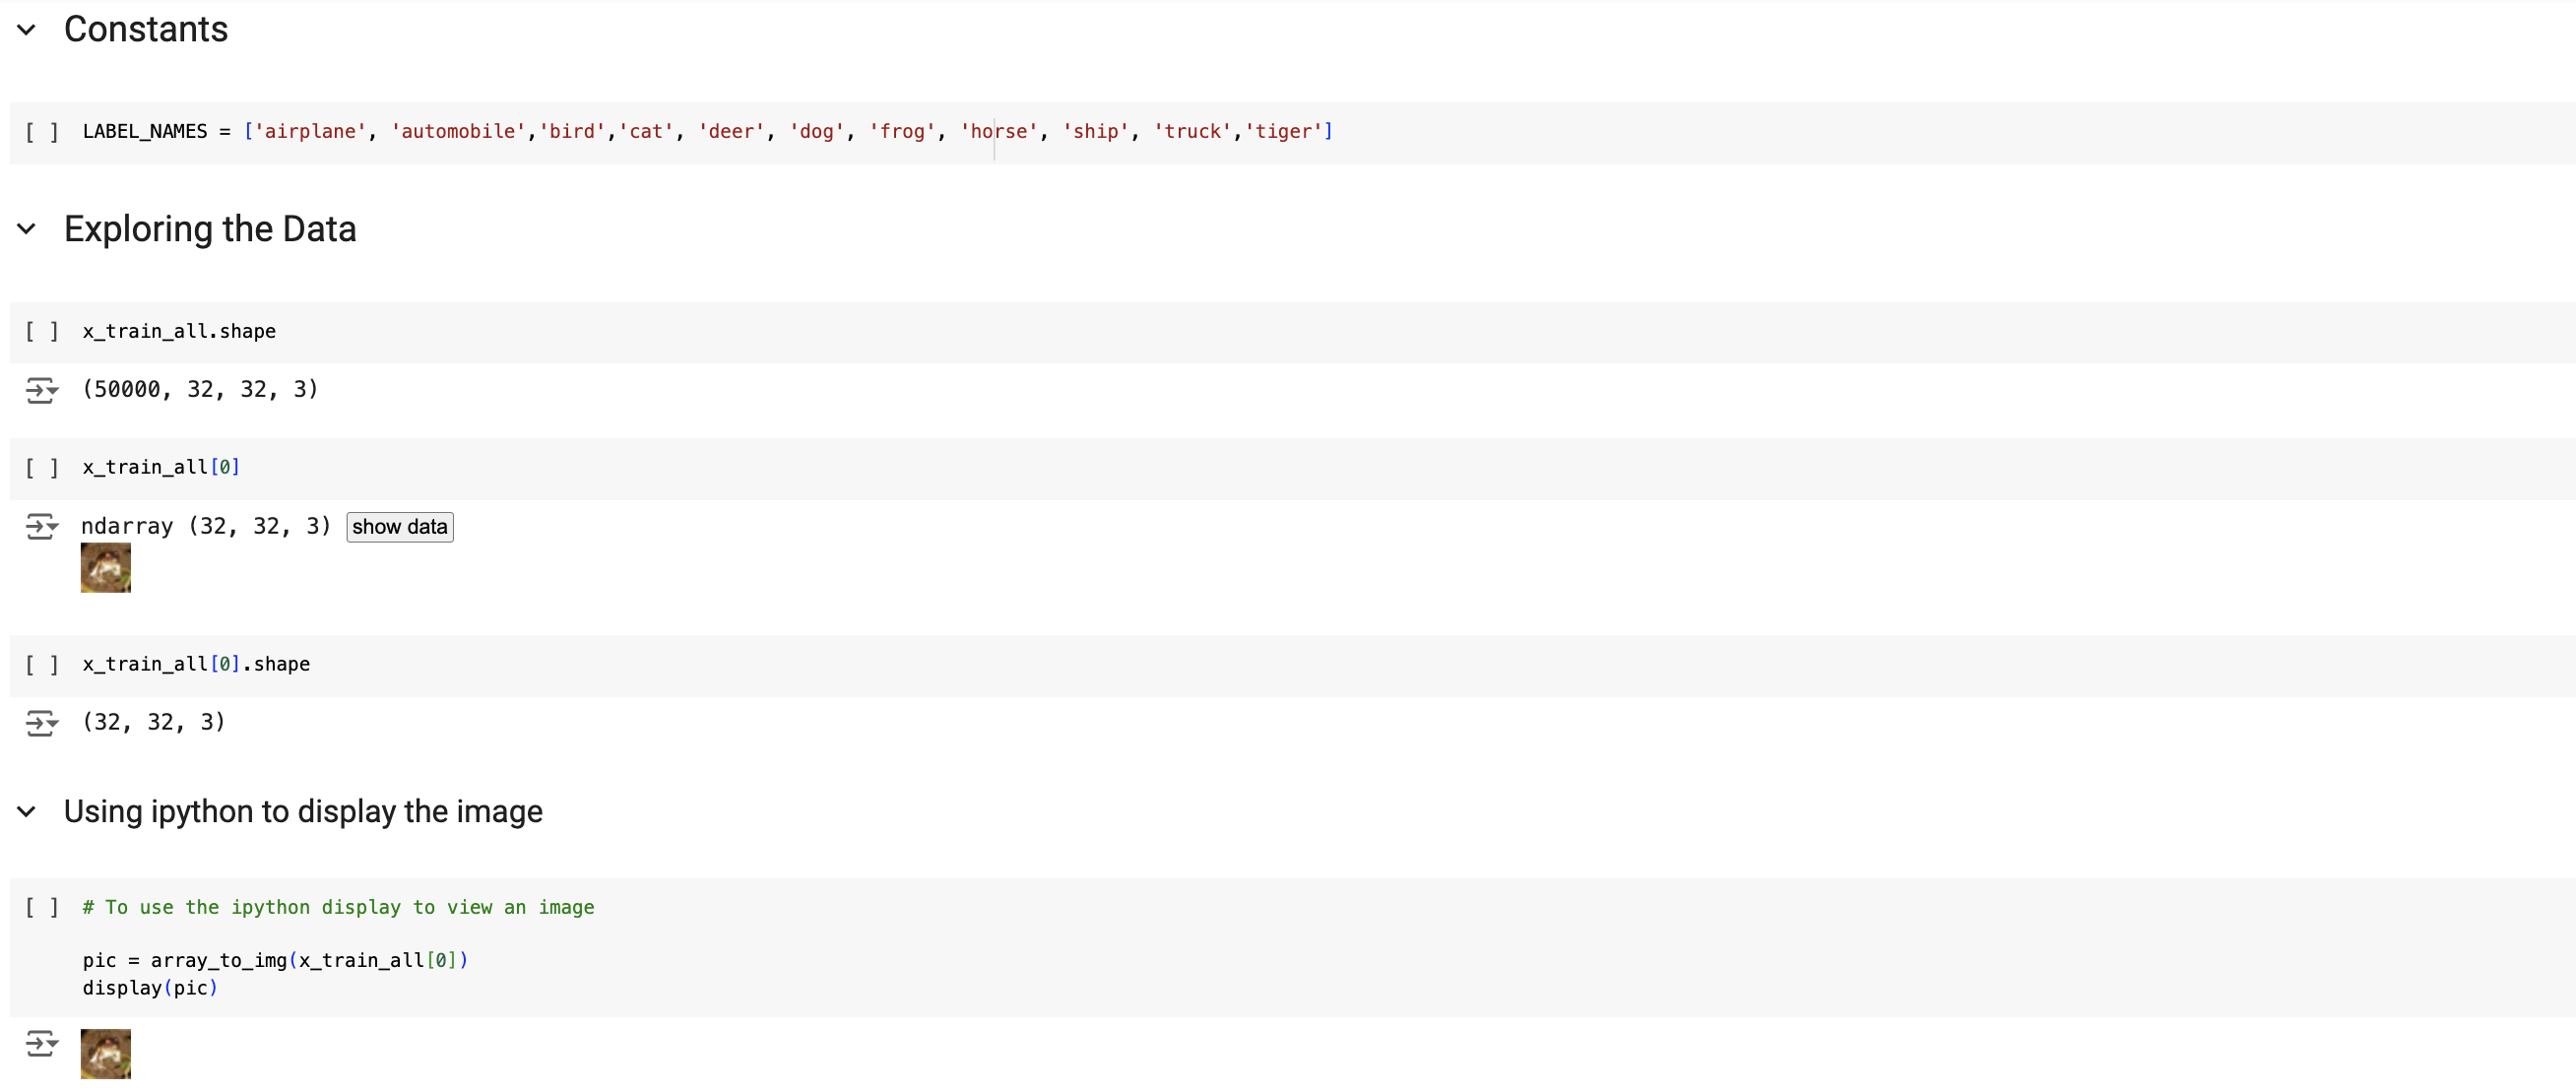 Constants
[ ] LABEL_NAMES = ['airplane', 'automobile','bird','cat', 'deer', 'dog', 'frog', 'horse', 'ship', 'truck','tiger']
Exploring the Data
[ ] x_train_all.shape
(50000, 32, 32, 3)
[ ] x_train_all[0]
ndarray (32, 32, 3) show data
[ ] x_train_all[0].shape
(32, 32, 3)
Using ipython to display the image
[ ] # To use the ipython display to view an image
pic = array_to_img(x_train_all[0])
display(pic)